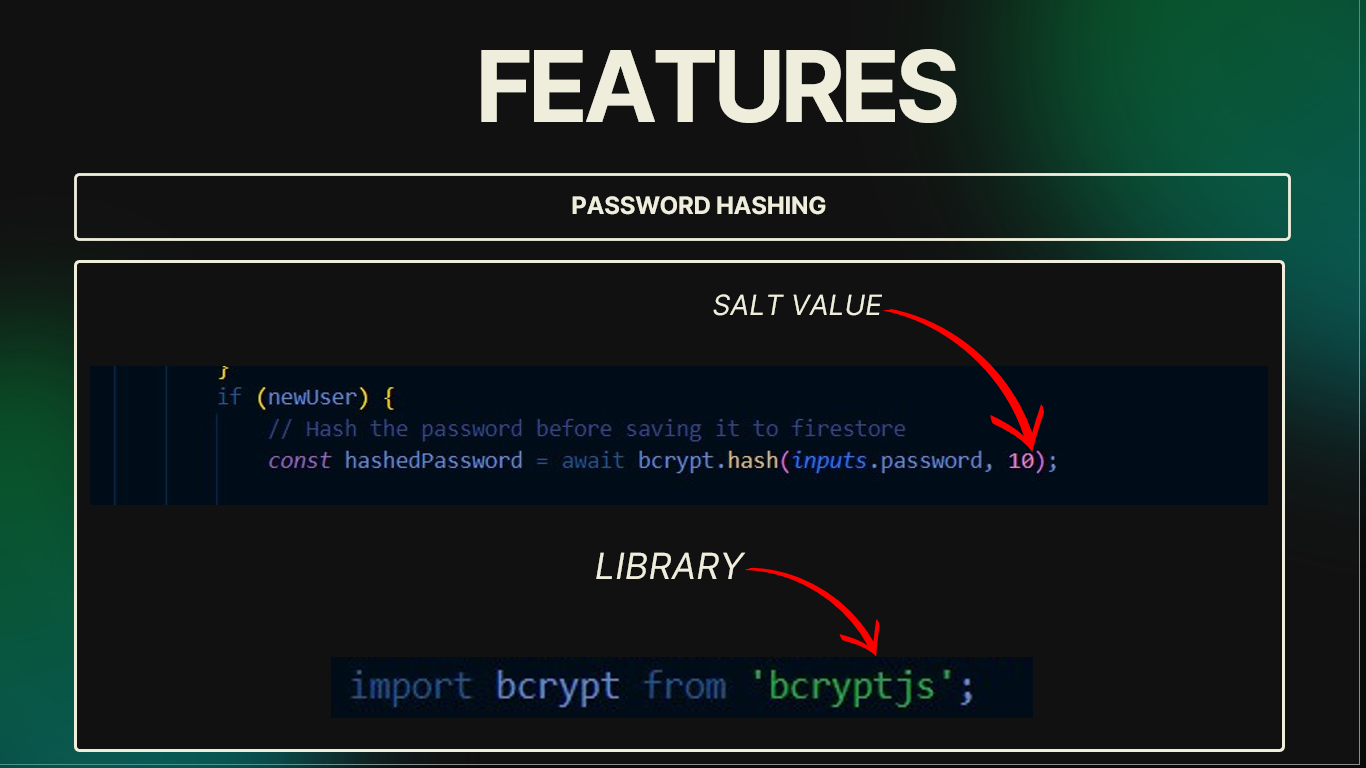 FEATURES
PASSWORD HASHING
SALT VALUE
}
if (newUser) {
// Hash the password before saving it to firestore
const hashedPassword = await bcrypt.hash(inputs.password, 10);
LIBRARY
import bcrypt from 'bcryptjs';